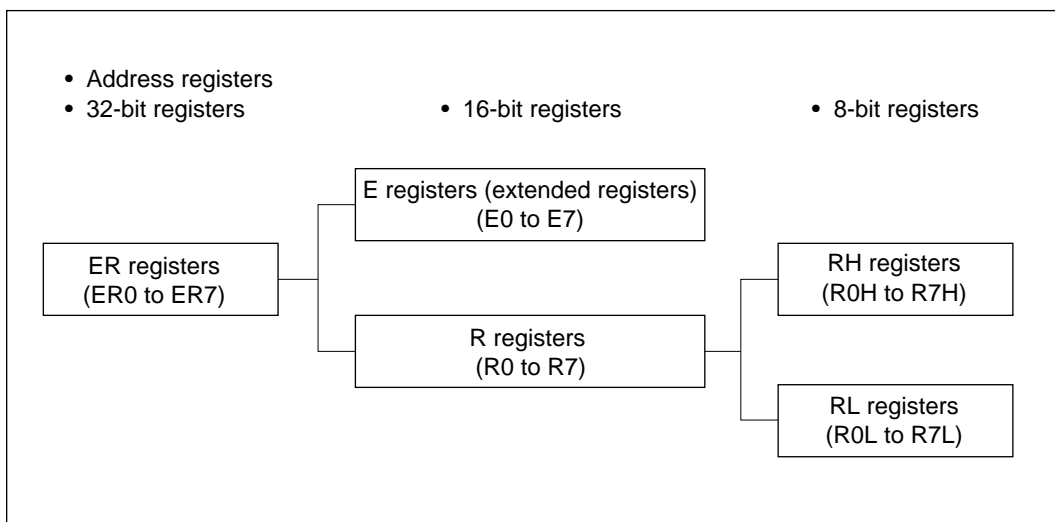 • Address registers
• 32-bit registers
• 16-bit registers
• 8-bit registers
E registers (extended registers)
(E0 to E7)
ER registers
(ER0 to ER7)
RH registers
(R0H to R7H)
R registers
(R0 to R7)
RL registers
(R0L to R7L)